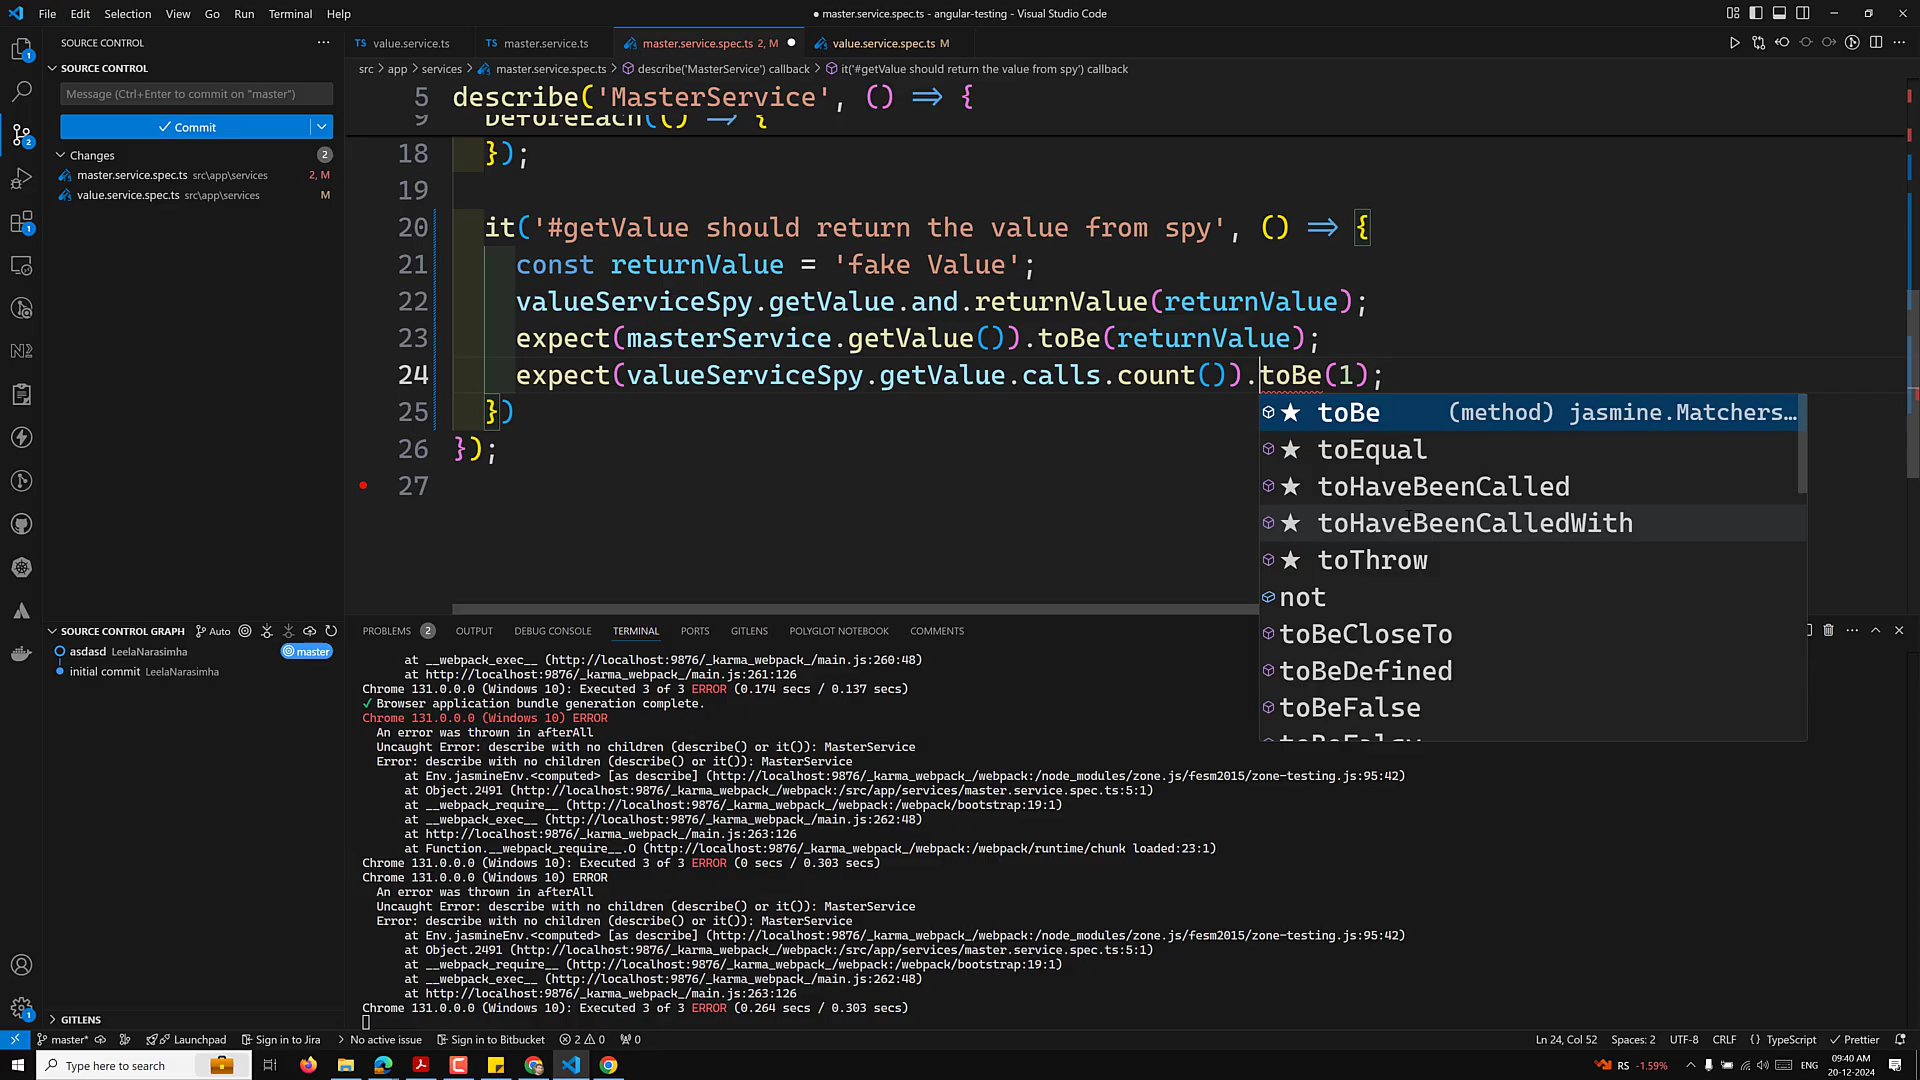 File Edit Selection View Go Run Terminal Help
● master.service.spec.ts - angular-testing - Visual Studio Code
SOURCE CONTROL
TS value.service.ts
TS master.service.ts
master.service.spec.ts 2, M
value.service.spec.ts M
SOURCE CONTROL
src > app > services > master.service.spec.ts > describe('MasterService') callback > it('#getValue should return the value from spy') callback
Message (Ctrl+Enter to commit on "master")
Commit
Changes 2
master.service.spec.ts src\app\services 2, M
value.service.spec.ts src\app\services M
5 describe('MasterService', () => {
9 beforeEach(() => {
18 });
19
20 it('#getValue should return the value from spy', () => {
21 const returnValue = 'fake Value';
22 valueServiceSpy.getValue.and.returnValue(returnValue);
23 expect(masterService.getValue()).toBe(returnValue);
24 expect(valueServiceSpy.getValue.calls.count()).toBe(1);
25 })
26 });
27
★ toBe (method) jasmine.Matchers…
★ toEqual
★ toHaveBeenCalled
★ toHaveBeenCalledWith
★ toThrow
not
toBeCloseTo
toBeDefined
toBeFalse
toBeFalsy
SOURCE CONTROL GRAPH Auto
asdasd LeelaNarasimha master
initial commit LeelaNarasimha
GITLENS
PROBLEMS 2 OUTPUT DEBUG CONSOLE TERMINAL PORTS GITLENS POLYGLOT NOTEBOOK COMMENTS
at __webpack_exec__ (http://localhost:9876/_karma_webpack_/main.js:260:48)
at http://localhost:9876/_karma_webpack_/main.js:261:126
Chrome 131.0.0.0 (Windows 10): Executed 3 of 3 ERROR (0.174 secs / 0.137 secs)
✓ Browser application bundle generation complete.
Chrome 131.0.0.0 (Windows 10) ERROR
An error was thrown in afterAll
Uncaught Error: describe with no children (describe() or it()): MasterService
Error: describe with no children (describe() or it()): MasterService
at Env.jasmineEnv.<computed> [as describe] (http://localhost:9876/_karma_webpack_/webpack:/node_modules/zone.js/fesm2015/zone-testing.js:95:42)
at Object.2491 (http://localhost:9876/_karma_webpack_/webpack:/src/app/services/master.service.spec.ts:5:1)
at __webpack_require__ (http://localhost:9876/_karma_webpack_/webpack:/webpack/bootstrap:19:1)
at __webpack_exec__ (http://localhost:9876/_karma_webpack_/main.js:262:48)
at http://localhost:9876/_karma_webpack_/main.js:263:126
at Function.__webpack_require__.O (http://localhost:9876/_karma_webpack_/webpack:/webpack/runtime/chunk loaded:23:1)
Chrome 131.0.0.0 (Windows 10): Executed 3 of 3 ERROR (0 secs / 0.303 secs)
Chrome 131.0.0.0 (Windows 10) ERROR
An error was thrown in afterAll
Uncaught Error: describe with no children (describe() or it()): MasterService
Error: describe with no children (describe() or it()): MasterService
at Env.jasmineEnv.<computed> [as describe] (http://localhost:9876/_karma_webpack_/webpack:/node_modules/zone.js/fesm2015/zone-testing.js:95:42)
at Object.2491 (http://localhost:9876/_karma_webpack_/webpack:/src/app/services/master.service.spec.ts:5:1)
at __webpack_require__ (http://localhost:9876/_karma_webpack_/webpack:/webpack/bootstrap:19:1)
at __webpack_exec__ (http://localhost:9876/_karma_webpack_/main.js:262:48)
at http://localhost:9876/_karma_webpack_/main.js:263:126
Chrome 131.0.0.0 (Windows 10): Executed 3 of 3 ERROR (0.264 secs / 0.303 secs)
master* Launchpad Sign in to Jira No active issue Sign in to Bitbucket 2 0 0 Ln 24, Col 52 Spaces: 2 UTF-8 CRLF {} TypeScript ✓ Prettier
Type here to search
RS -1.59% ENG
09:40 AM
20-12-2024